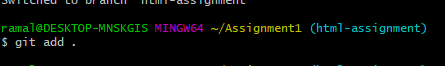 Switched to branch 'html-assignment'
ramal@DESKTOP-MNSKGIS MINGW64 ~/Assignment1 (html-assignment)
$ git add .